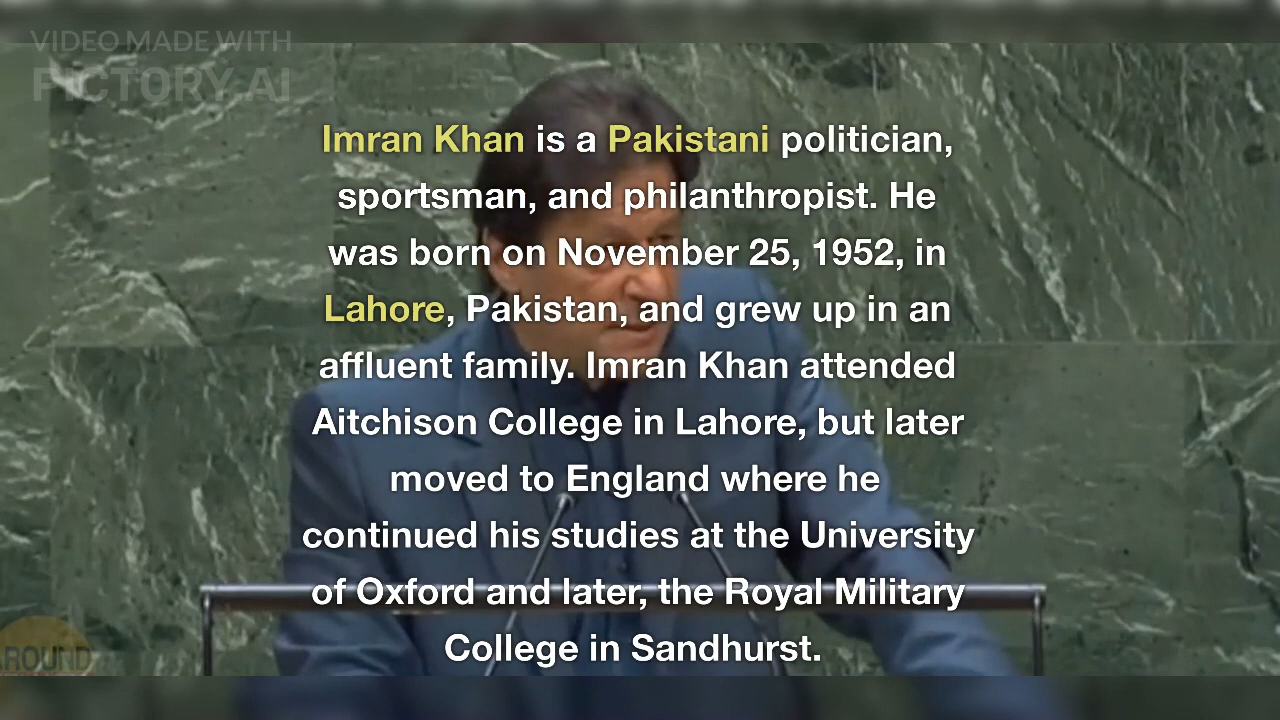 VIDEO MADE WITH
PICTORY.AI
Imran Khan is a Pakistani politician,
sportsman, and philanthropist. He
was born on November 25, 1952, in
Lahore, Pakistan, and grew up in an
affluent family. Imran Khan attended
Aitchison College in Lahore, but later
moved to England where he
continued his studies at the University
of Oxford and later, the Royal Military
College in Sandhurst.
AROUND